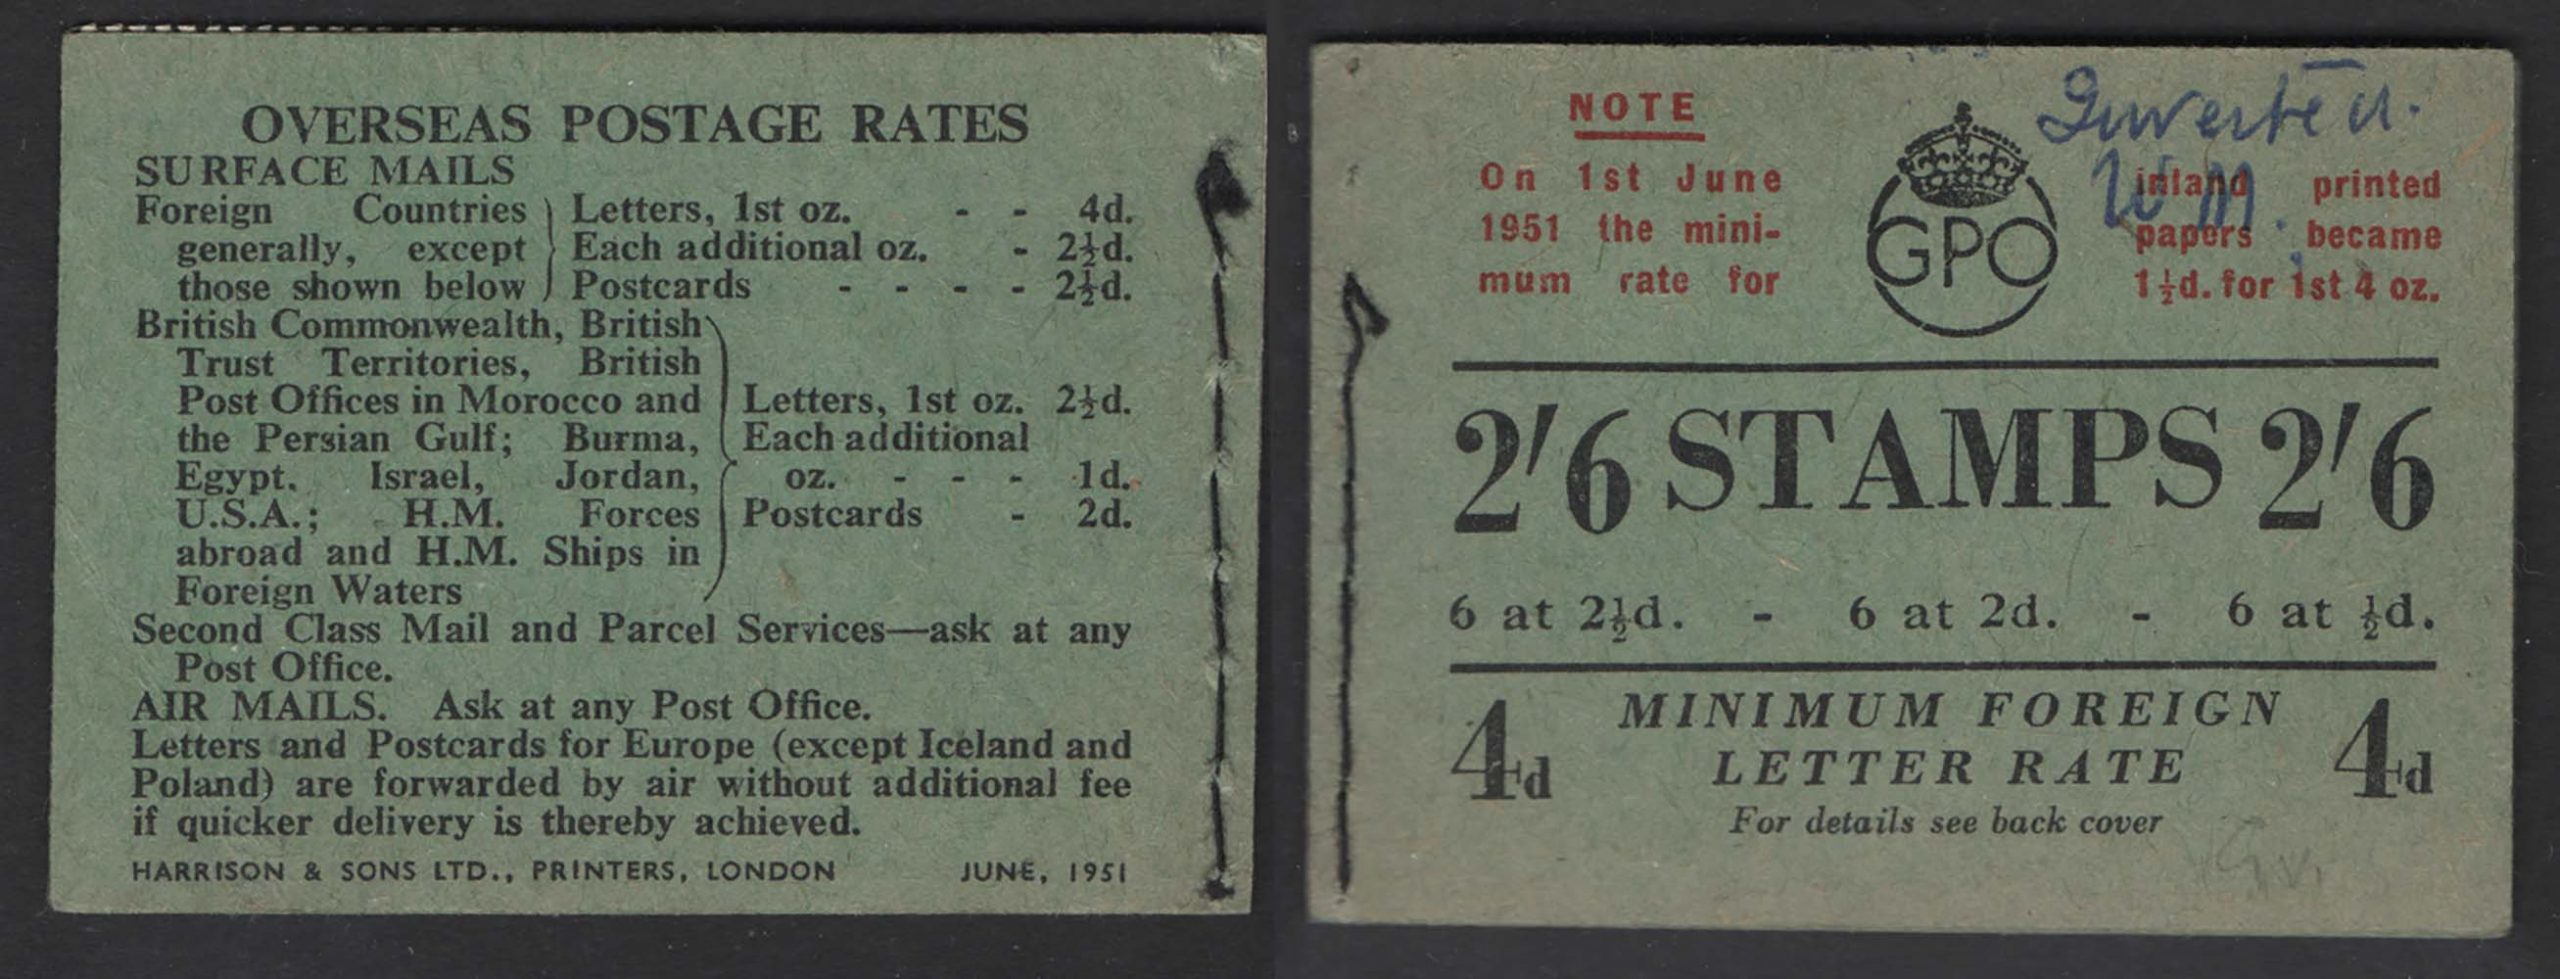 OVERSEAS POSTAGE RATES
SURFACE MAILS
Foreign Countries generally, except those shown below
Letters, 1st oz. - - 4d.
Each additional oz. - 2½d.
Postcards - - - - 2½d.
British Commonwealth, British
Trust Territories, British
Post Offices in Morocco and
the Persian Gulf; Burma,
Egypt, Israel, Jordan,
U.S.A.; H.M. Forces
abroad and H.M. Ships in
Foreign Waters
Letters, 1st oz. 2½d.
Each additional
oz. - - - 1d.
Postcards - 2d.
Second Class Mail and Parcel Services—ask at any
Post Office.
AIR MAILS. Ask at any Post Office.
Letters and Postcards for Europe (except Iceland and
Poland) are forwarded by air without additional fee
if quicker delivery is thereby achieved.
HARRISON & SONS LTD., PRINTERS, LONDON JUNE, 1951
NOTE
On 1st June
1951 the mini-
mum rate for
GPO
Inverted
W M.
inland printed
papers became
1½d. for 1st 4 oz.
2'6 STAMPS 2'6
6 at 2½d. - 6 at 2d. - 6 at ½d.
4d MINIMUM FOREIGN
LETTER RATE 4d
For details see back cover